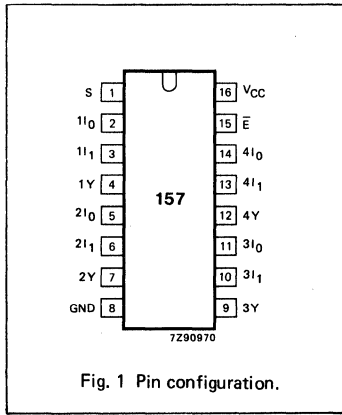 S 1 16 VCC
1I0 2 15 E̅
1I1 3 14 4I0
1Y 4 13 4I1
157
2I0 5 12 4Y
2I1 6 11 3I0
2Y 7 10 3I1
GND 8 9 3Y
7Z90970
Fig. 1 Pin configuration.